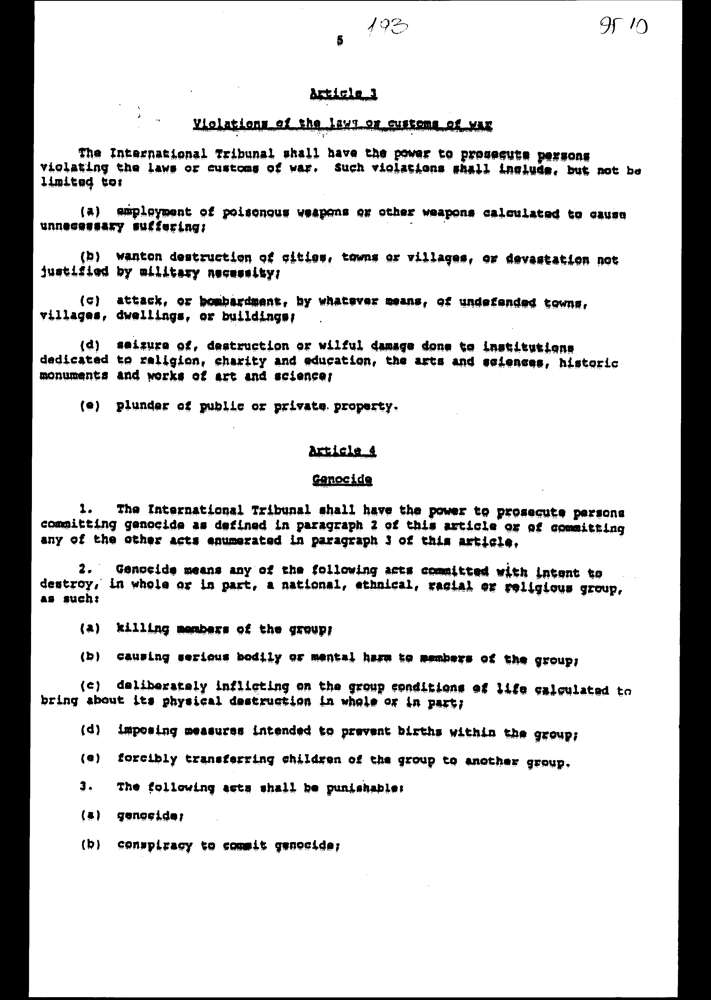 193
95 10
5
Article 3
Violations of the laws or customs of war
The International Tribunal shall have the power to prosecute persons
violating the laws or customs of war. Such violations shall include, but not be
limited to:
(a) employment of poisonous weapons or other weapons calculated to cause
unnecessary suffering;
(b) wanton destruction of cities, towns or villages, or devastation not
justified by military necessity;
(c) attack, or bombardment, by whatever means, of undefended towns,
villages, dwellings, or buildings;
(d) seizure of, destruction or wilful damage done to institutions
dedicated to religion, charity and education, the arts and sciences, historic
monuments and works of art and science;
(e) plunder of public or private property.
Article 4
Genocide
1. The International Tribunal shall have the power to prosecute persons
committing genocide as defined in paragraph 2 of this article or of committing
any of the other acts enumerated in paragraph 3 of this article.
2. Genocide means any of the following acts committed with intent to
destroy, in whole or in part, a national, ethnical, racial or religious group,
as such:
(a) killing members of the group;
(b) causing serious bodily or mental harm to members of the group;
(c) deliberately inflicting on the group conditions of life calculated to
bring about its physical destruction in whole or in part;
(d) imposing measures intended to prevent births within the group;
(e) forcibly transferring children of the group to another group.
3. The following acts shall be punishable:
(a) genocide;
(b) conspiracy to commit genocide;